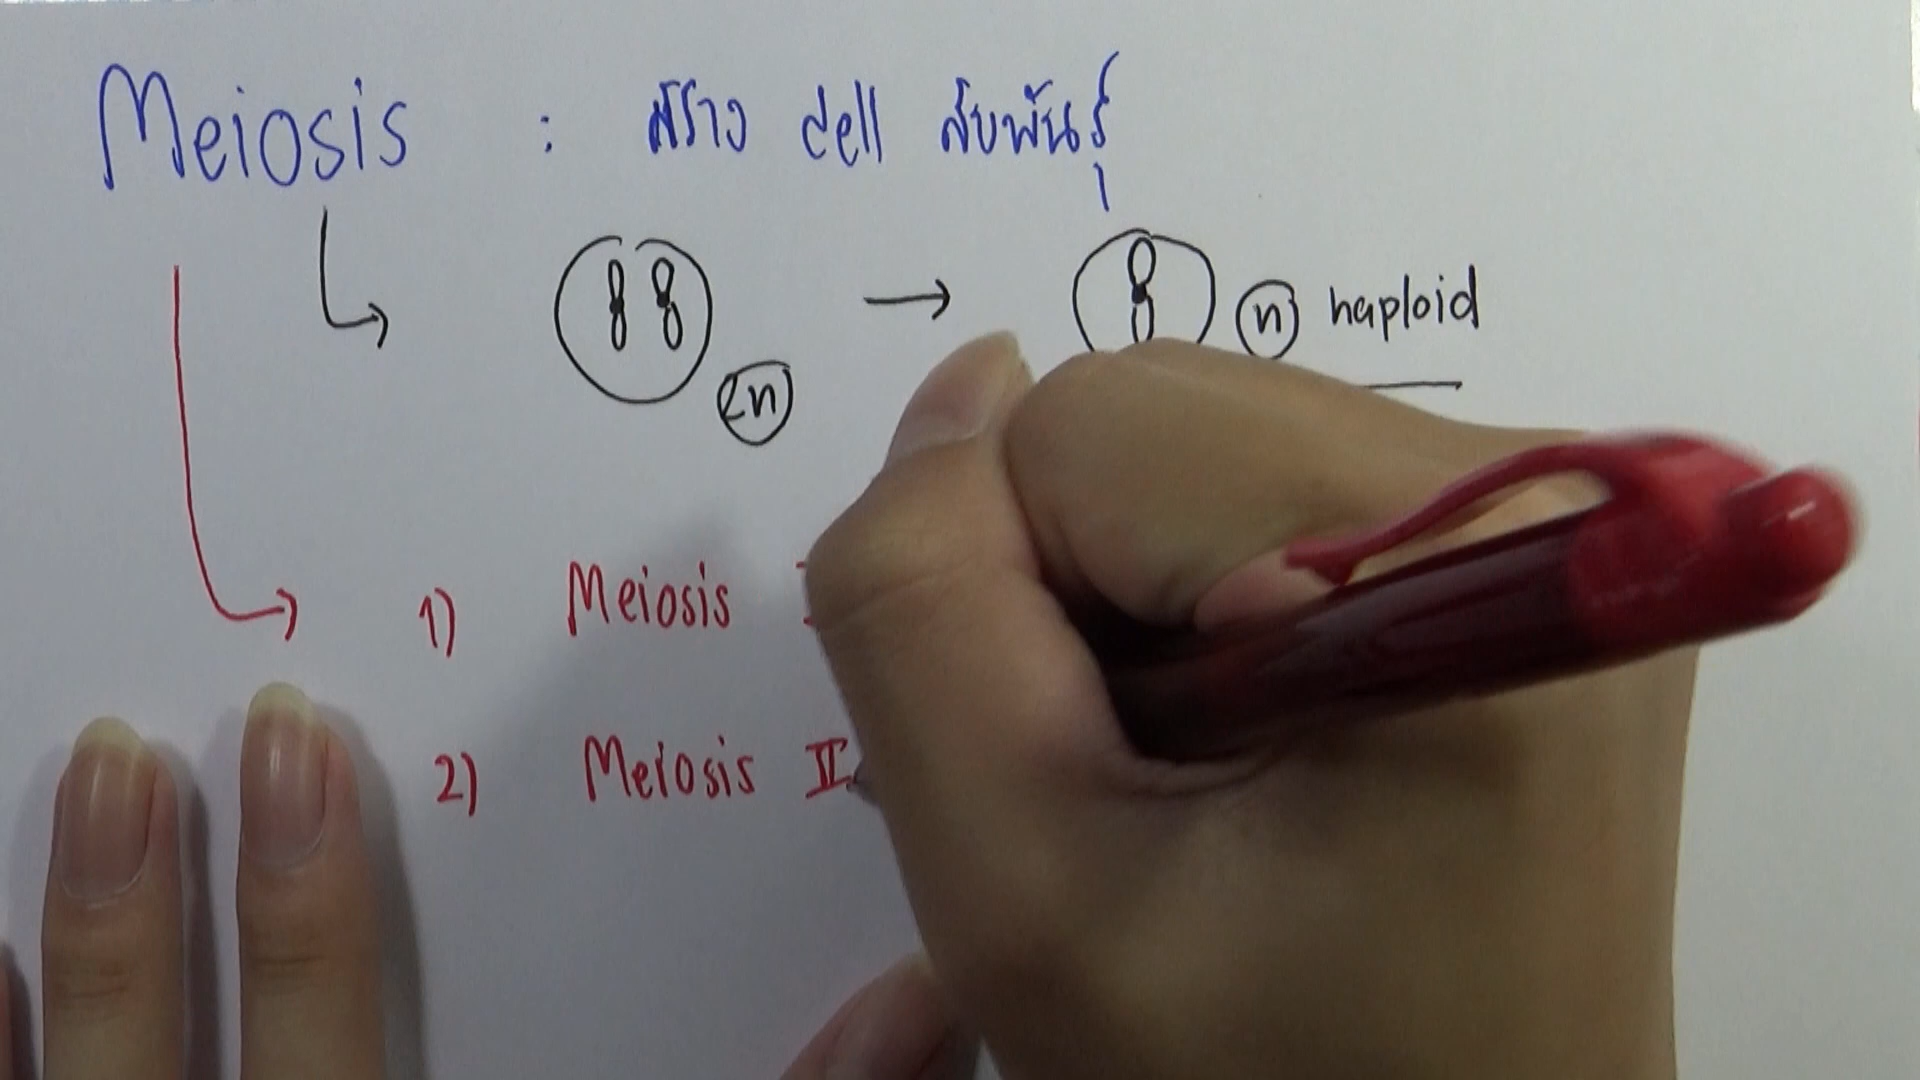 Meiosis : สร้าง cell สืบพันธุ์
2n
n haploid
1) Meiosis I
2) Meiosis II